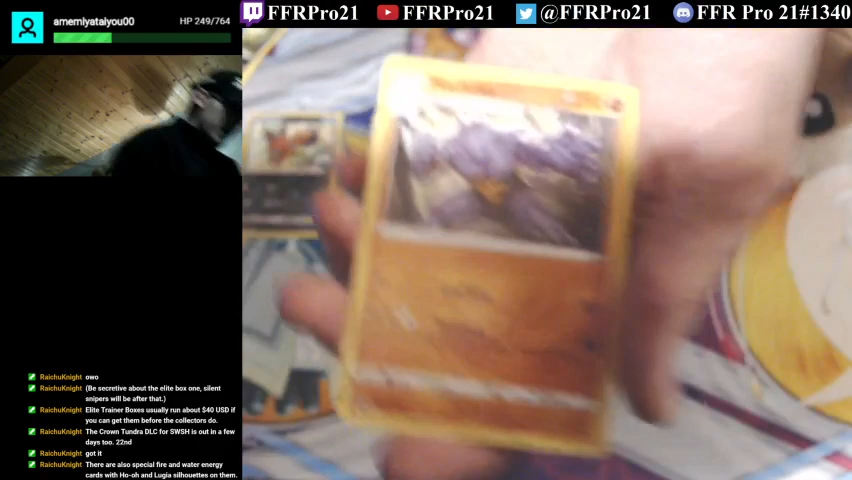 amemlyatalyou00
HP 249/764
FFRPro21
FFRPro21
@FFRPro21
FFR Pro 21#1340
RaichuKnight owo
RaichuKnight (Be secretive about the elite box one, silent
snipers will be after that.)
RaichuKnight Elite Trainer Boxes usually run about $40 USD if
you can get them before the collectors do.
RaichuKnight The Crown Tundra DLC for SWSH is out in a few
days too. 22nd
RaichuKnight got it
RaichuKnight There are also special fire and water energy
cards with Ho-oh and Lugia silhouettes on them.